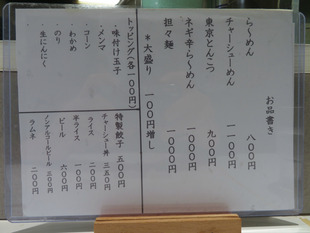 お品書き
らーめん 八〇〇円
チャーシューめん 一一〇〇円
東京とんこつ 九〇〇円
ネギ辛らーめん 一〇〇〇円
担々麺 一〇〇〇円
＊大盛り 一〇〇円増し
トッピング(各一〇〇円)
・味付け玉子
・メンマ
・コーン
・わかめ
・のり
・生にんにく
特製餃子 五〇〇円
チャーシュー丼 三五〇円
ライス 二〇〇円
半ライス 一〇〇円
ビール 六〇〇円
ノンアルコールビール 三〇〇円
ラムネ 二〇〇円